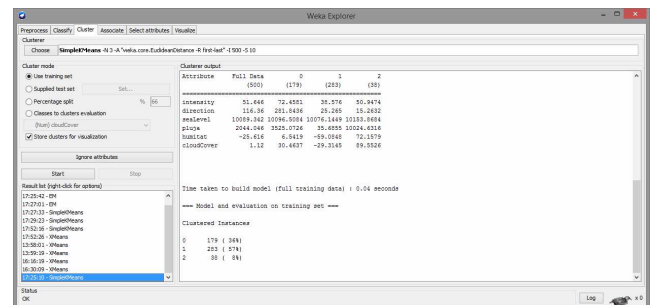 Weka Explorer
Preprocess Classify Cluster Associate Select attributes Visualize
Clusterer
Choose SimpleKMeans -N 3 -A "weka.core.EuclideanDistance -R first-last" -I 500 -S 10
Cluster mode
Use training set
Supplied test set Set...
Percentage split % 66
Classes to clusters evaluation
(Num) cloudCover
Store clusters for visualization
Ignore attributes
Start Stop
Result list (right-click for options)
17:25:42 - EM
17:27:01 - EM
17:27:33 - SimpleKMeans
17:29:23 - SimpleKMeans
17:52:16 - SimpleKMeans
17:52:26 - XMeans
13:58:01 - XMeans
13:59:19 - XMeans
16:16:19 - XMeans
16:30:09 - XMeans
17:25:10 - SimpleKMeans
Clusterer output
Attribute Full Data 0 1 2
(500) (179) (283) (38)
intensity 51.646 72.4581 38.576 50.9474
direction 116.36 281.8436 25.265 15.2632
seaLevel 10089.342 10096.5084 10076.1449 10153.8684
pluja 2044.046 3525.0726 35.6855 10024.6316
humitat -25.616 6.5419 -59.0848 72.1579
cloudCover 1.12 30.4637 -29.3145 89.5526
Time taken to build model (full training data) : 0.04 seconds
=== Model and evaluation on training set ===
Clustered Instances
0 179 ( 36%)
1 283 ( 57%)
2 38 ( 8%)
Status
OK
Log x 0